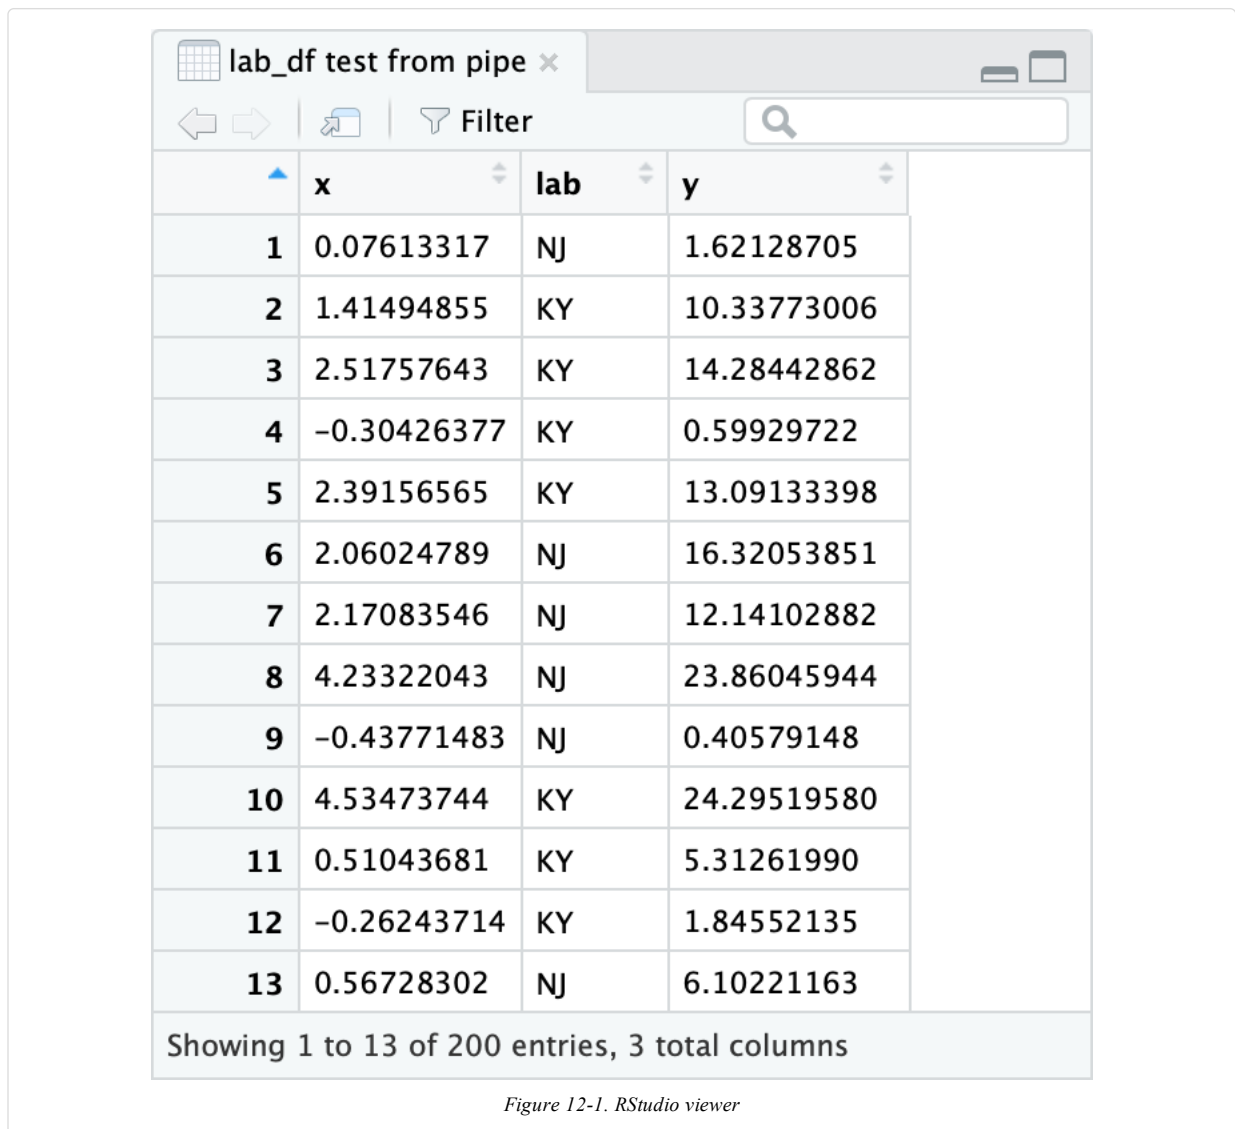 lab_df test from pipe
Filter
x lab y
1 0.07613317 NJ 1.62128705
2 1.41494855 KY 10.33773006
3 2.51757643 KY 14.28442862
4 -0.30426377 KY 0.59929722
5 2.39156565 KY 13.09133398
6 2.06024789 NJ 16.32053851
7 2.17083546 NJ 12.14102882
8 4.23322043 NJ 23.86045944
9 -0.43771483 NJ 0.40579148
10 4.53473744 KY 24.29519580
11 0.51043681 KY 5.31261990
12 -0.26243714 KY 1.84552135
13 0.56728302 NJ 6.10221163
Showing 1 to 13 of 200 entries, 3 total columns
Figure 12-1. RStudio viewer